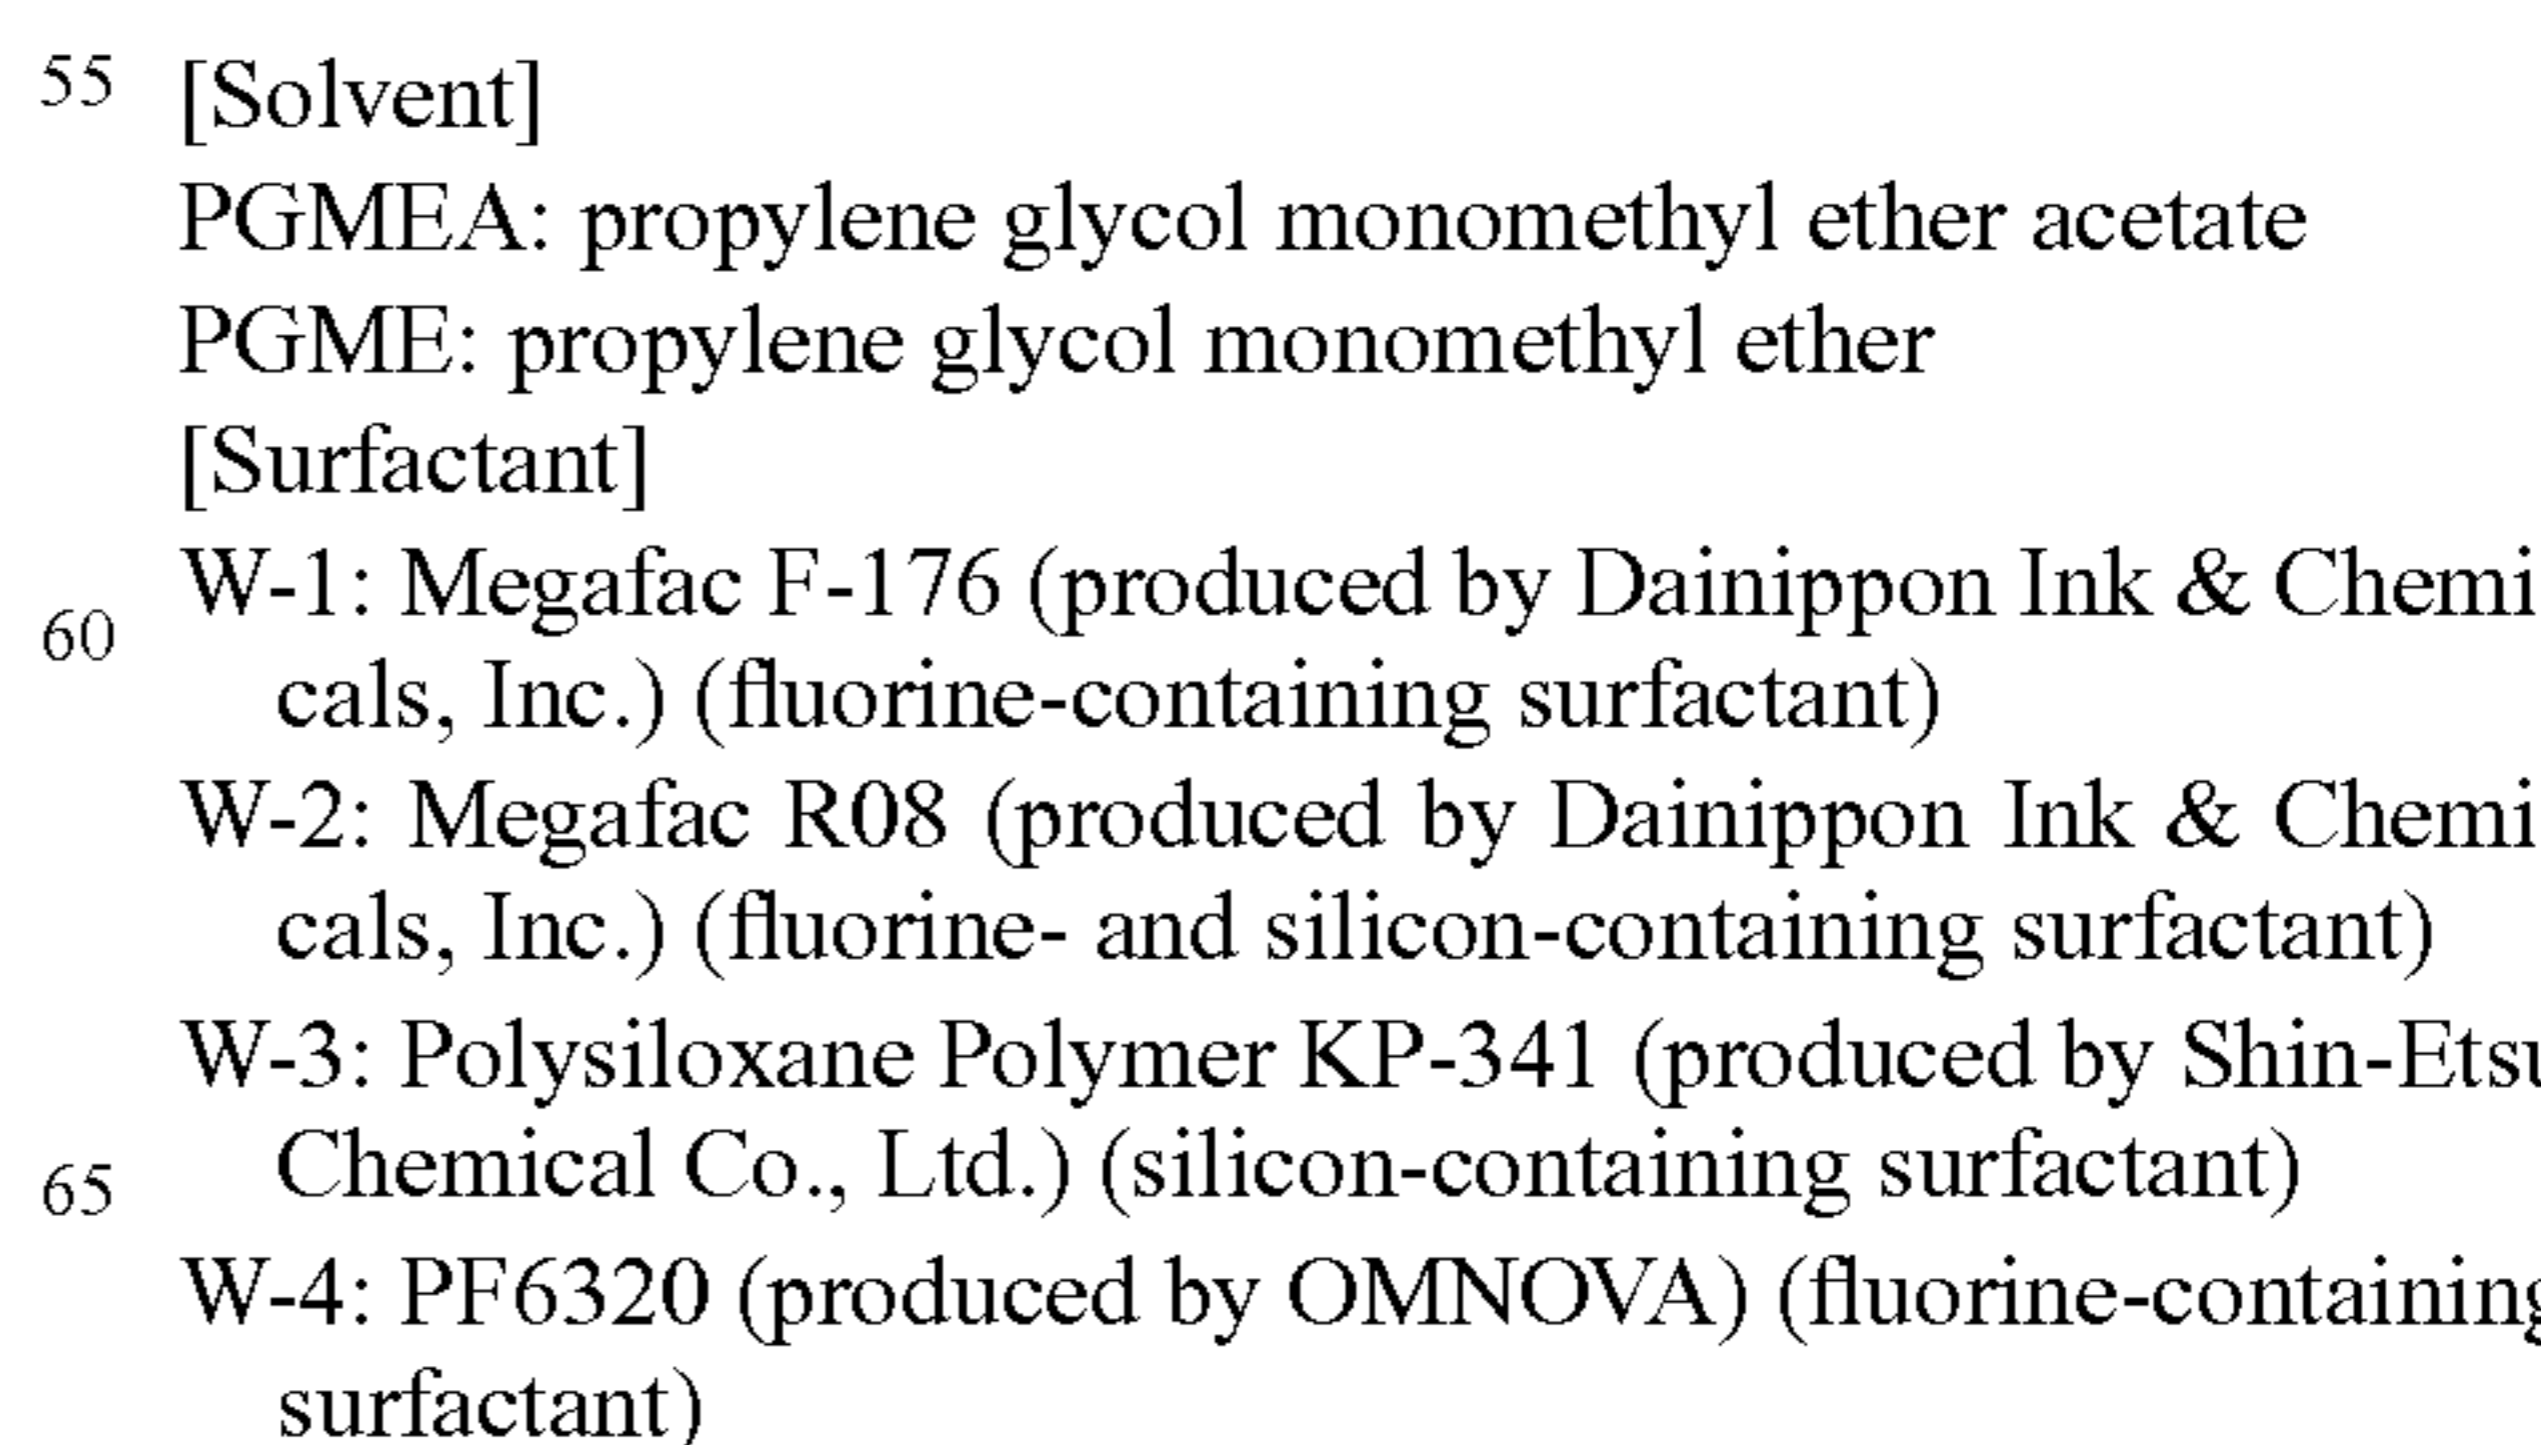 55 [Solvent]
PGMEA: propylene glycol monomethyl ether acetate
PGME: propylene glycol monomethyl ether
[Surfactant]
W-1: Megafac F-176 (produced by Dainippon Ink & Chemi
60
cals, Inc.) (fluorine-containing surfactant)
W-2: Megafac R08 (produced by Dainippon Ink & Chemi
cals, Inc.) (fluorine- and silicon-containing surfactant)
W-3: Polysiloxane Polymer KP-341 (produced by Shin-Etsu
65 Chemical Co., Ltd.) (silicon-containing surfactant)
W-4: PF6320 (produced by OMNOVA) (fluorine-containing
surfactant)